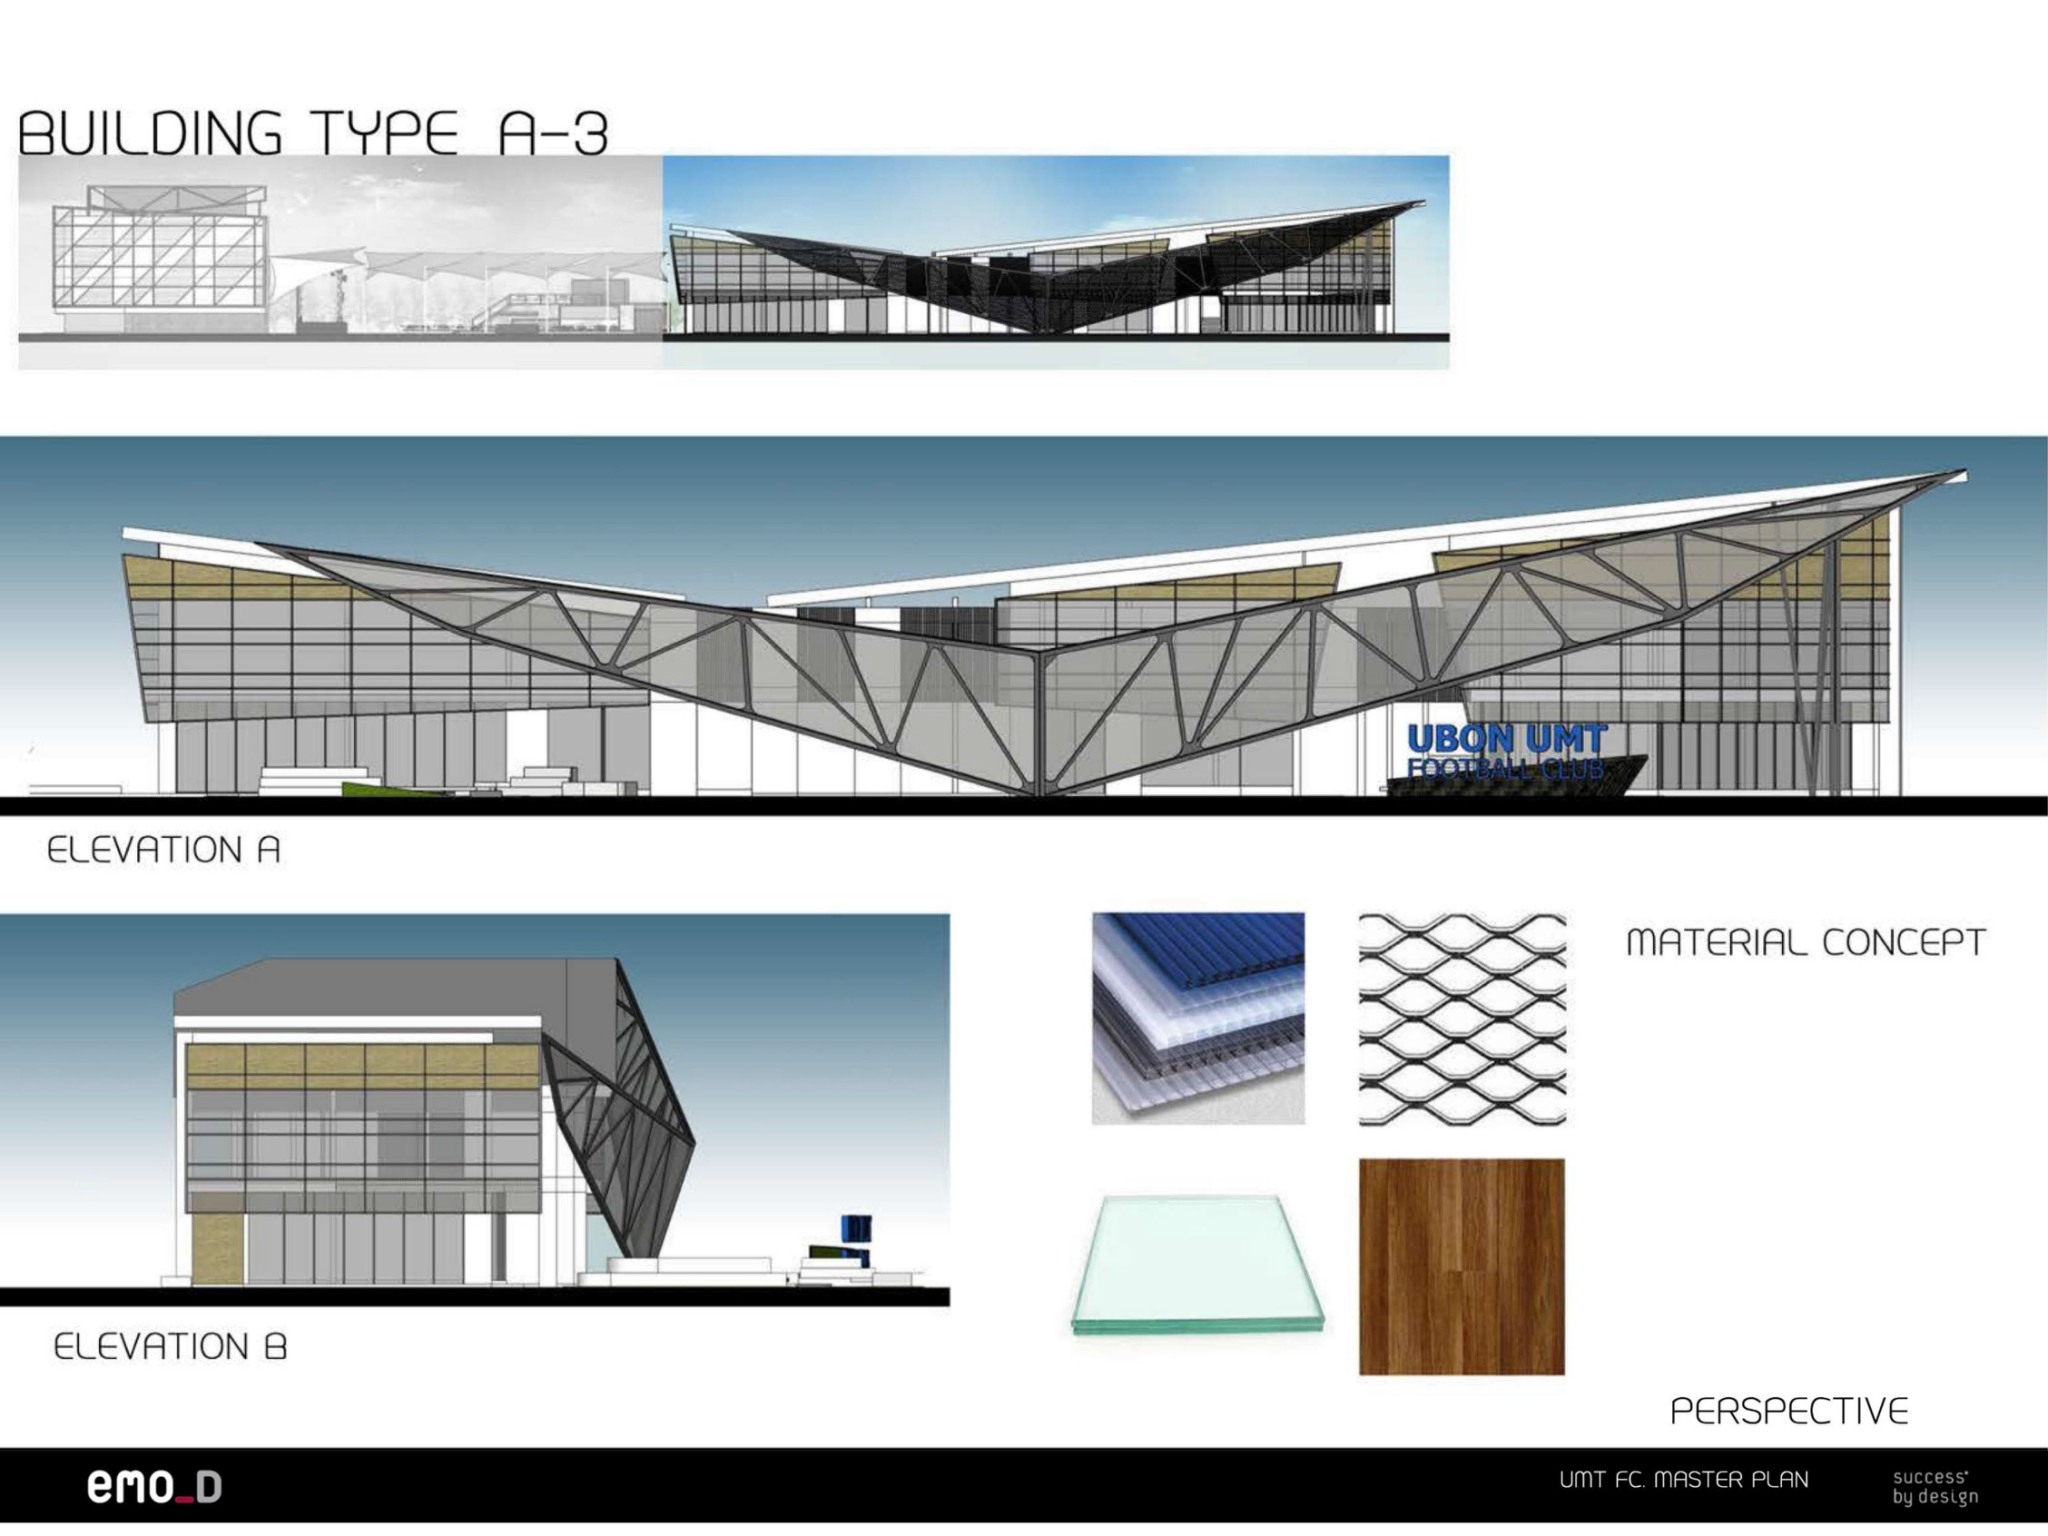 BUILDING TYPE A-3
UBON UMT
FOOTBALL CLUB
ELEVATION A
MATERIAL CONCEPT
ELEVATION B
PERSPECTIVE
emo_D
UMT FC. MASTER PLAN
success*
by design